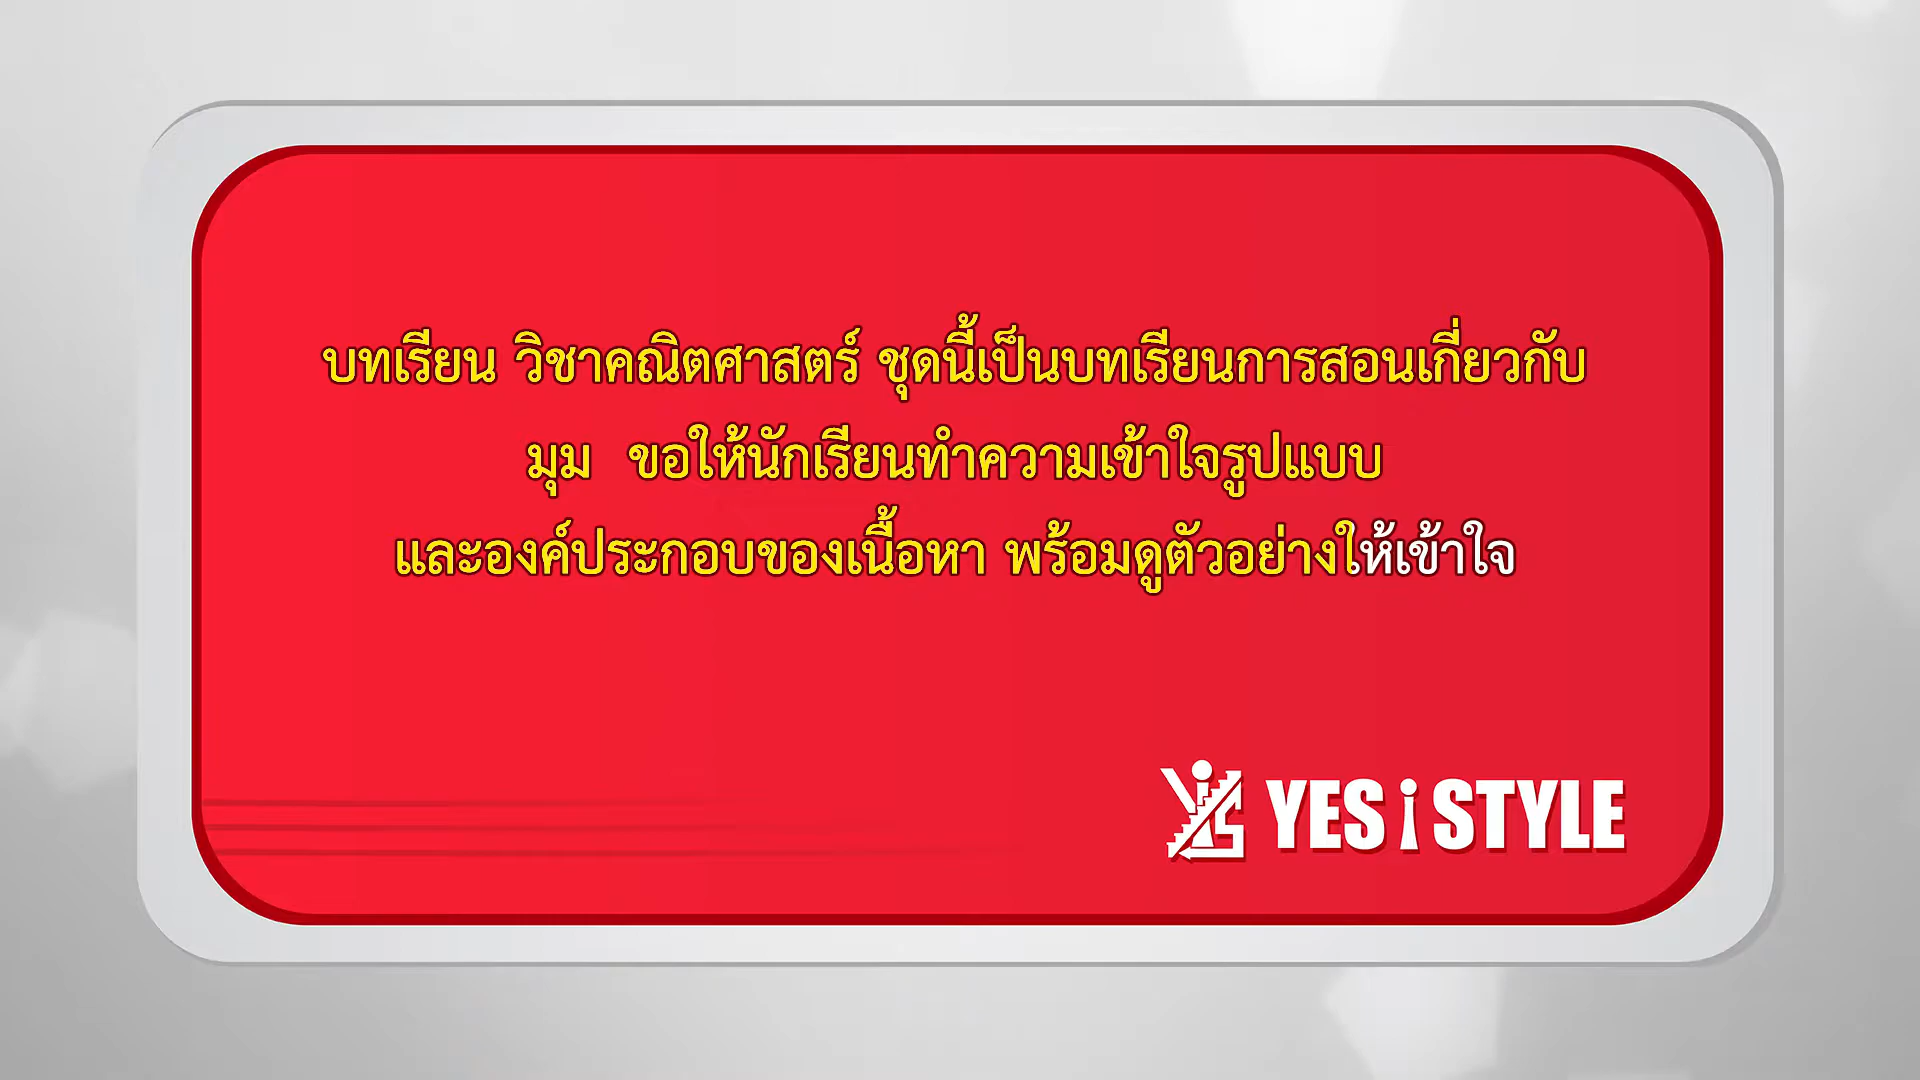 บทเรียน วิชาคณิตศาสตร์ ชุดนี้เป็นบทเรียนการสอนเกี่ยวกับ
มุม ขอให้นักเรียนทำความเข้าใจรูปแบบ
และองค์ประกอบของเนื้อหา พร้อมดูตัวอย่างให้เข้าใจ
YES i STYLE